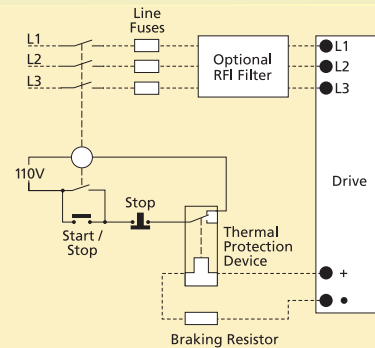 Line
Fuses
L1
L2
L3
Optional
RFI Filter
L1
L2
L3
110V
Stop
Start /
Stop
Thermal
Protection
Device
Drive
+
Braking Resistor